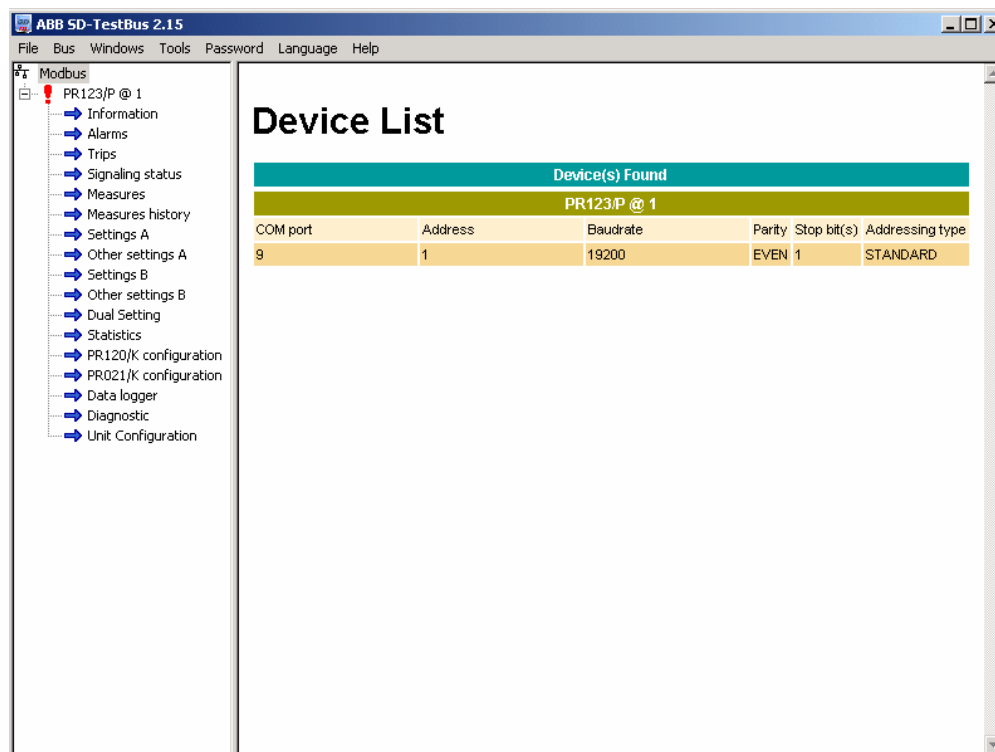 ABB SD-TestBus 2.15
File Bus Windows Tools Password Language Help
Modbus
PR123/P @ 1
Information
Alarms
Trips
Signaling status
Measures
Measures history
Settings A
Other settings A
Settings B
Other settings B
Dual Setting
Statistics
PR120/K configuration
PR021/K configuration
Data logger
Diagnostic
Unit Configuration
Device List
Device(s) Found
PR123/P @ 1
COM port Address Baudrate Parity Stop bit(s) Addressing type
9 1 19200 EVEN 1 STANDARD